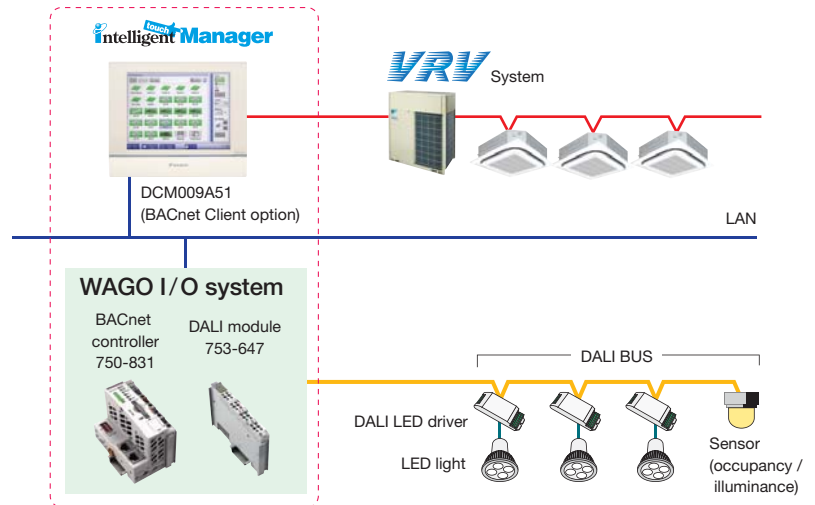 intelligent touch Manager
VRV System
DCM009A51
(BACnet Client option)
LAN
WAGO I/O system
BACnet
controller
750-831
DALI module
753-647
DALI BUS
DALI LED driver
LED light
Sensor
(occupancy /
illuminance)